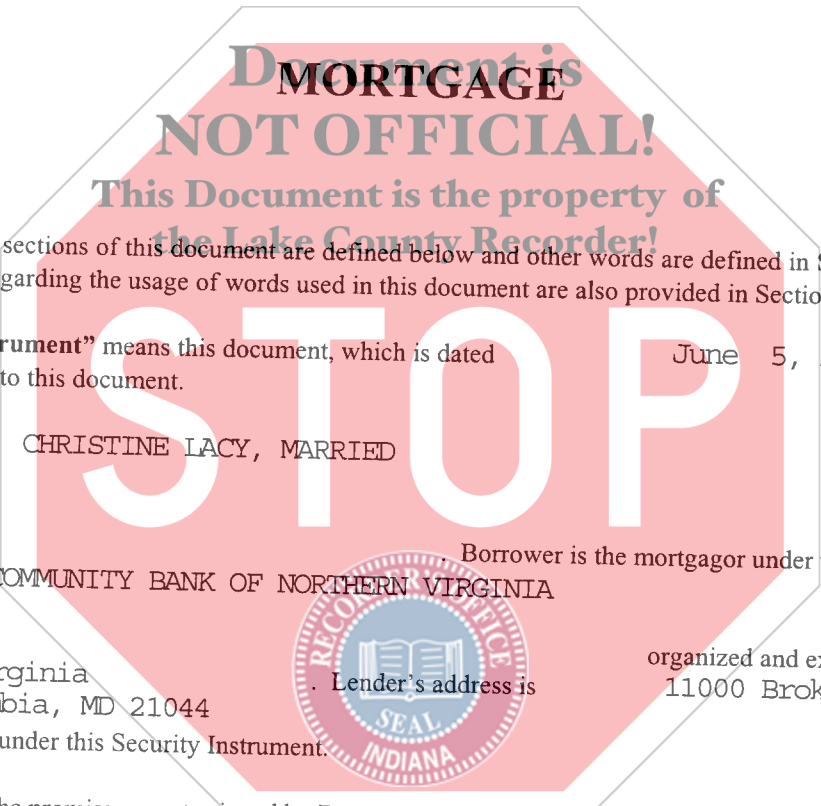 Document is
MORTGAGE
NOT OFFICIAL!
This Document is the property of
the Lake County Recorder!
sections of this document are defined below and other words are defined in
garding the usage of words used in this document are also provided in Sectio
rument” means this document, which is dated June 5,
to this document.
STOP
CHRISTINE LACY, MARRIED
. Borrower is the mortgagor under
COMMUNITY BANK OF NORTHERN VIRGINIA
RECORDER'S OFFICE
organized and ex
rginia
. Lender's address is 11000 Brok
bia, MD 21044
SEAL
under this Security Instrument.
INDIANA